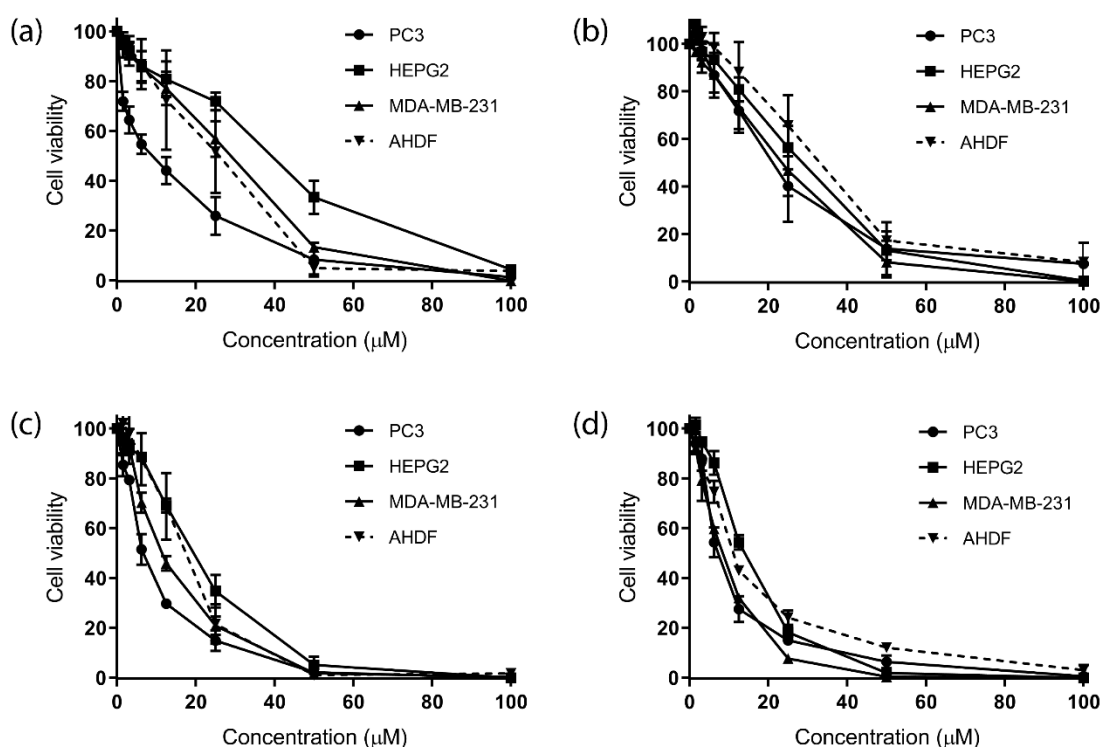 (a)
100
80
60
40
20
0
Cell viability
PC3
HEPG2
MDA-MB-231
AHDF
0 20 40 60 80 100
Concentration (μM)
(b)
100
80
60
40
20
0
Cell viability
PC3
HEPG2
MDA-MB-231
AHDF
0 20 40 60 80 100
Concentration (μM)
(c)
100
80
60
40
20
0
Cell viability
PC3
HEPG2
MDA-MB-231
AHDF
0 20 40 60 80 100
Concentration (μM)
(d)
100
80
60
40
20
0
Cell viability
PC3
HEPG2
MDA-MB-231
AHDF
0 20 40 60 80 100
Concentration (μM)